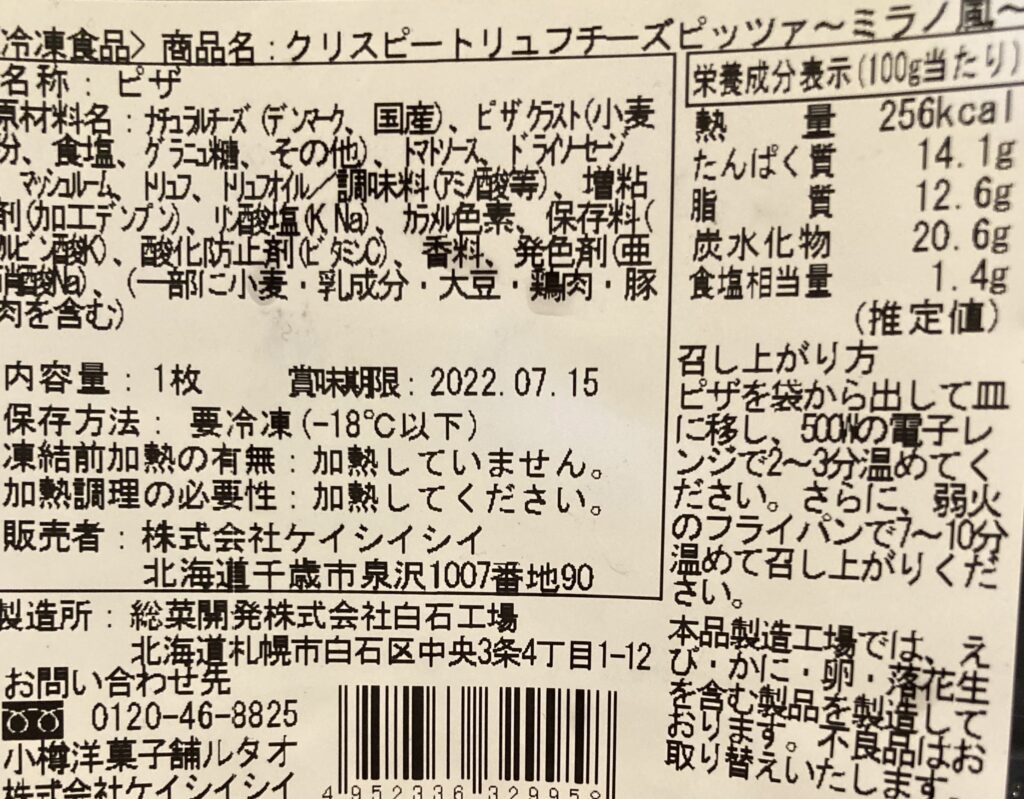 冷凍食品> 商品名:クリスピートリュフチーズピッツァ～ミラノ風～
名称:ピザ
原材料名:ナチュラルチーズ(デンマーク、国産)、ピザクラスト(小麦
分、食塩、グラニュ糖、その他)、トマトソース、ドライソーセージ
、マッシュルーム、トリュフ、トリュフオイル／調味料(アミノ酸等)、増粘
剤(加工デンプン)、リン酸塩(K,Na)、カラメル色素、保存料(
ルビン酸K)、酸化防止剤(ビタミンC)、香料、発色剤(亜
硝酸Na)、(一部に小麦・乳成分・大豆・鶏肉・豚
肉を含む)
内容量:1枚 賞味期限:2022.07.15
保存方法:要冷凍(-18℃以下)
凍結前加熱の有無:加熱していません。
加熱調理の必要性:加熱してください。
販売者:株式会社ケイシイシイ
北海道千歳市泉沢1007番地90
製造所:総菜開発株式会社白石工場
北海道札幌市白石区中央3条4丁目1-12
お問い合わせ先
0120-46-8825
小樽洋菓子舗ルタオ
株式会社ケイシイシイ
4 952336 329959
栄養成分表示(100g当たり)
熱量 256kcal
たんぱく質 14.1g
脂質 12.6g
炭水化物 20.6g
食塩相当量 1.4g
(推定値)
召し上がり方
ピザを袋から出して皿
に移し、500Wの電子レ
ンジで2～3分温めてく
ださい。さらに、弱火
のフライパンで7～10分
温めて召し上がりくだ
さい。
本品製造工場では、え
び・かに・卵・落花生
を含む製品を製造して
おります。不良品はお
取り替えいたします。